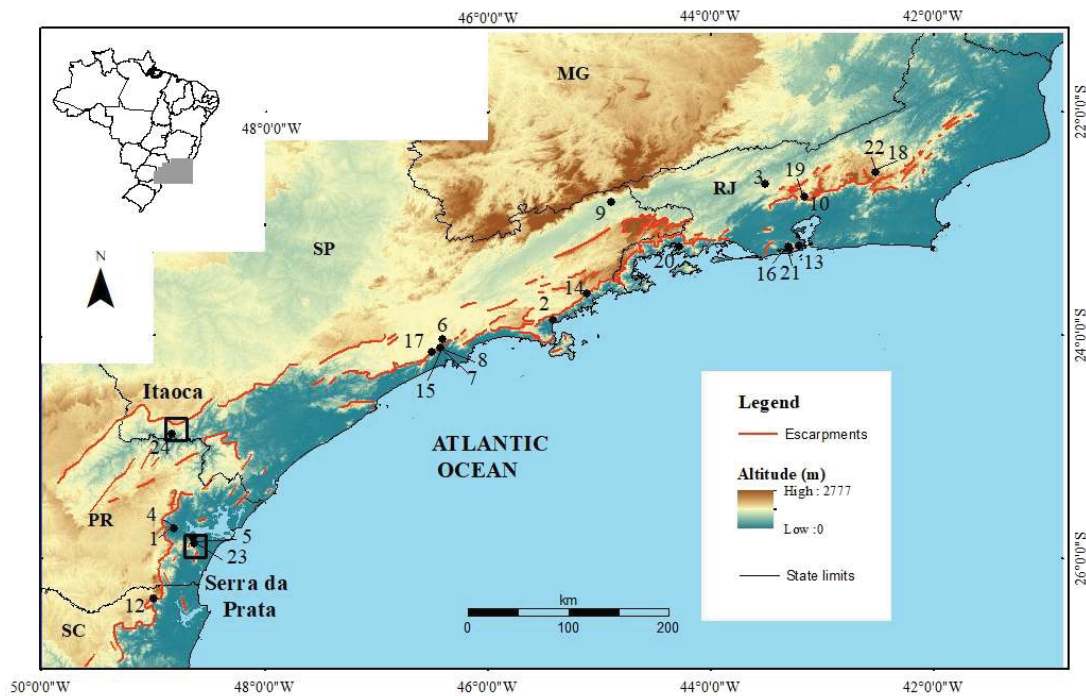 46°0'0"W 44°0'0"W 42°0'0"W
48°0'0"W
22°0'0"S
24°0'0"S
26°0'0"S
MG
22
18
19
3
RJ
10
9
N
SP
20
16
21
13
14
2
6
17
8
15
7
Itaoca
24
ATLANTIC
OCEAN
PR
4
1
5
23
Serra da
Prata
12
SC
Legend
Escarpments
Altitude (m)
High : 2777
Low :0
State limits
km
0 100 200
50°0'0"W 48°0'0"W 46°0'0"W 44°0'0"W 42°0'0"W